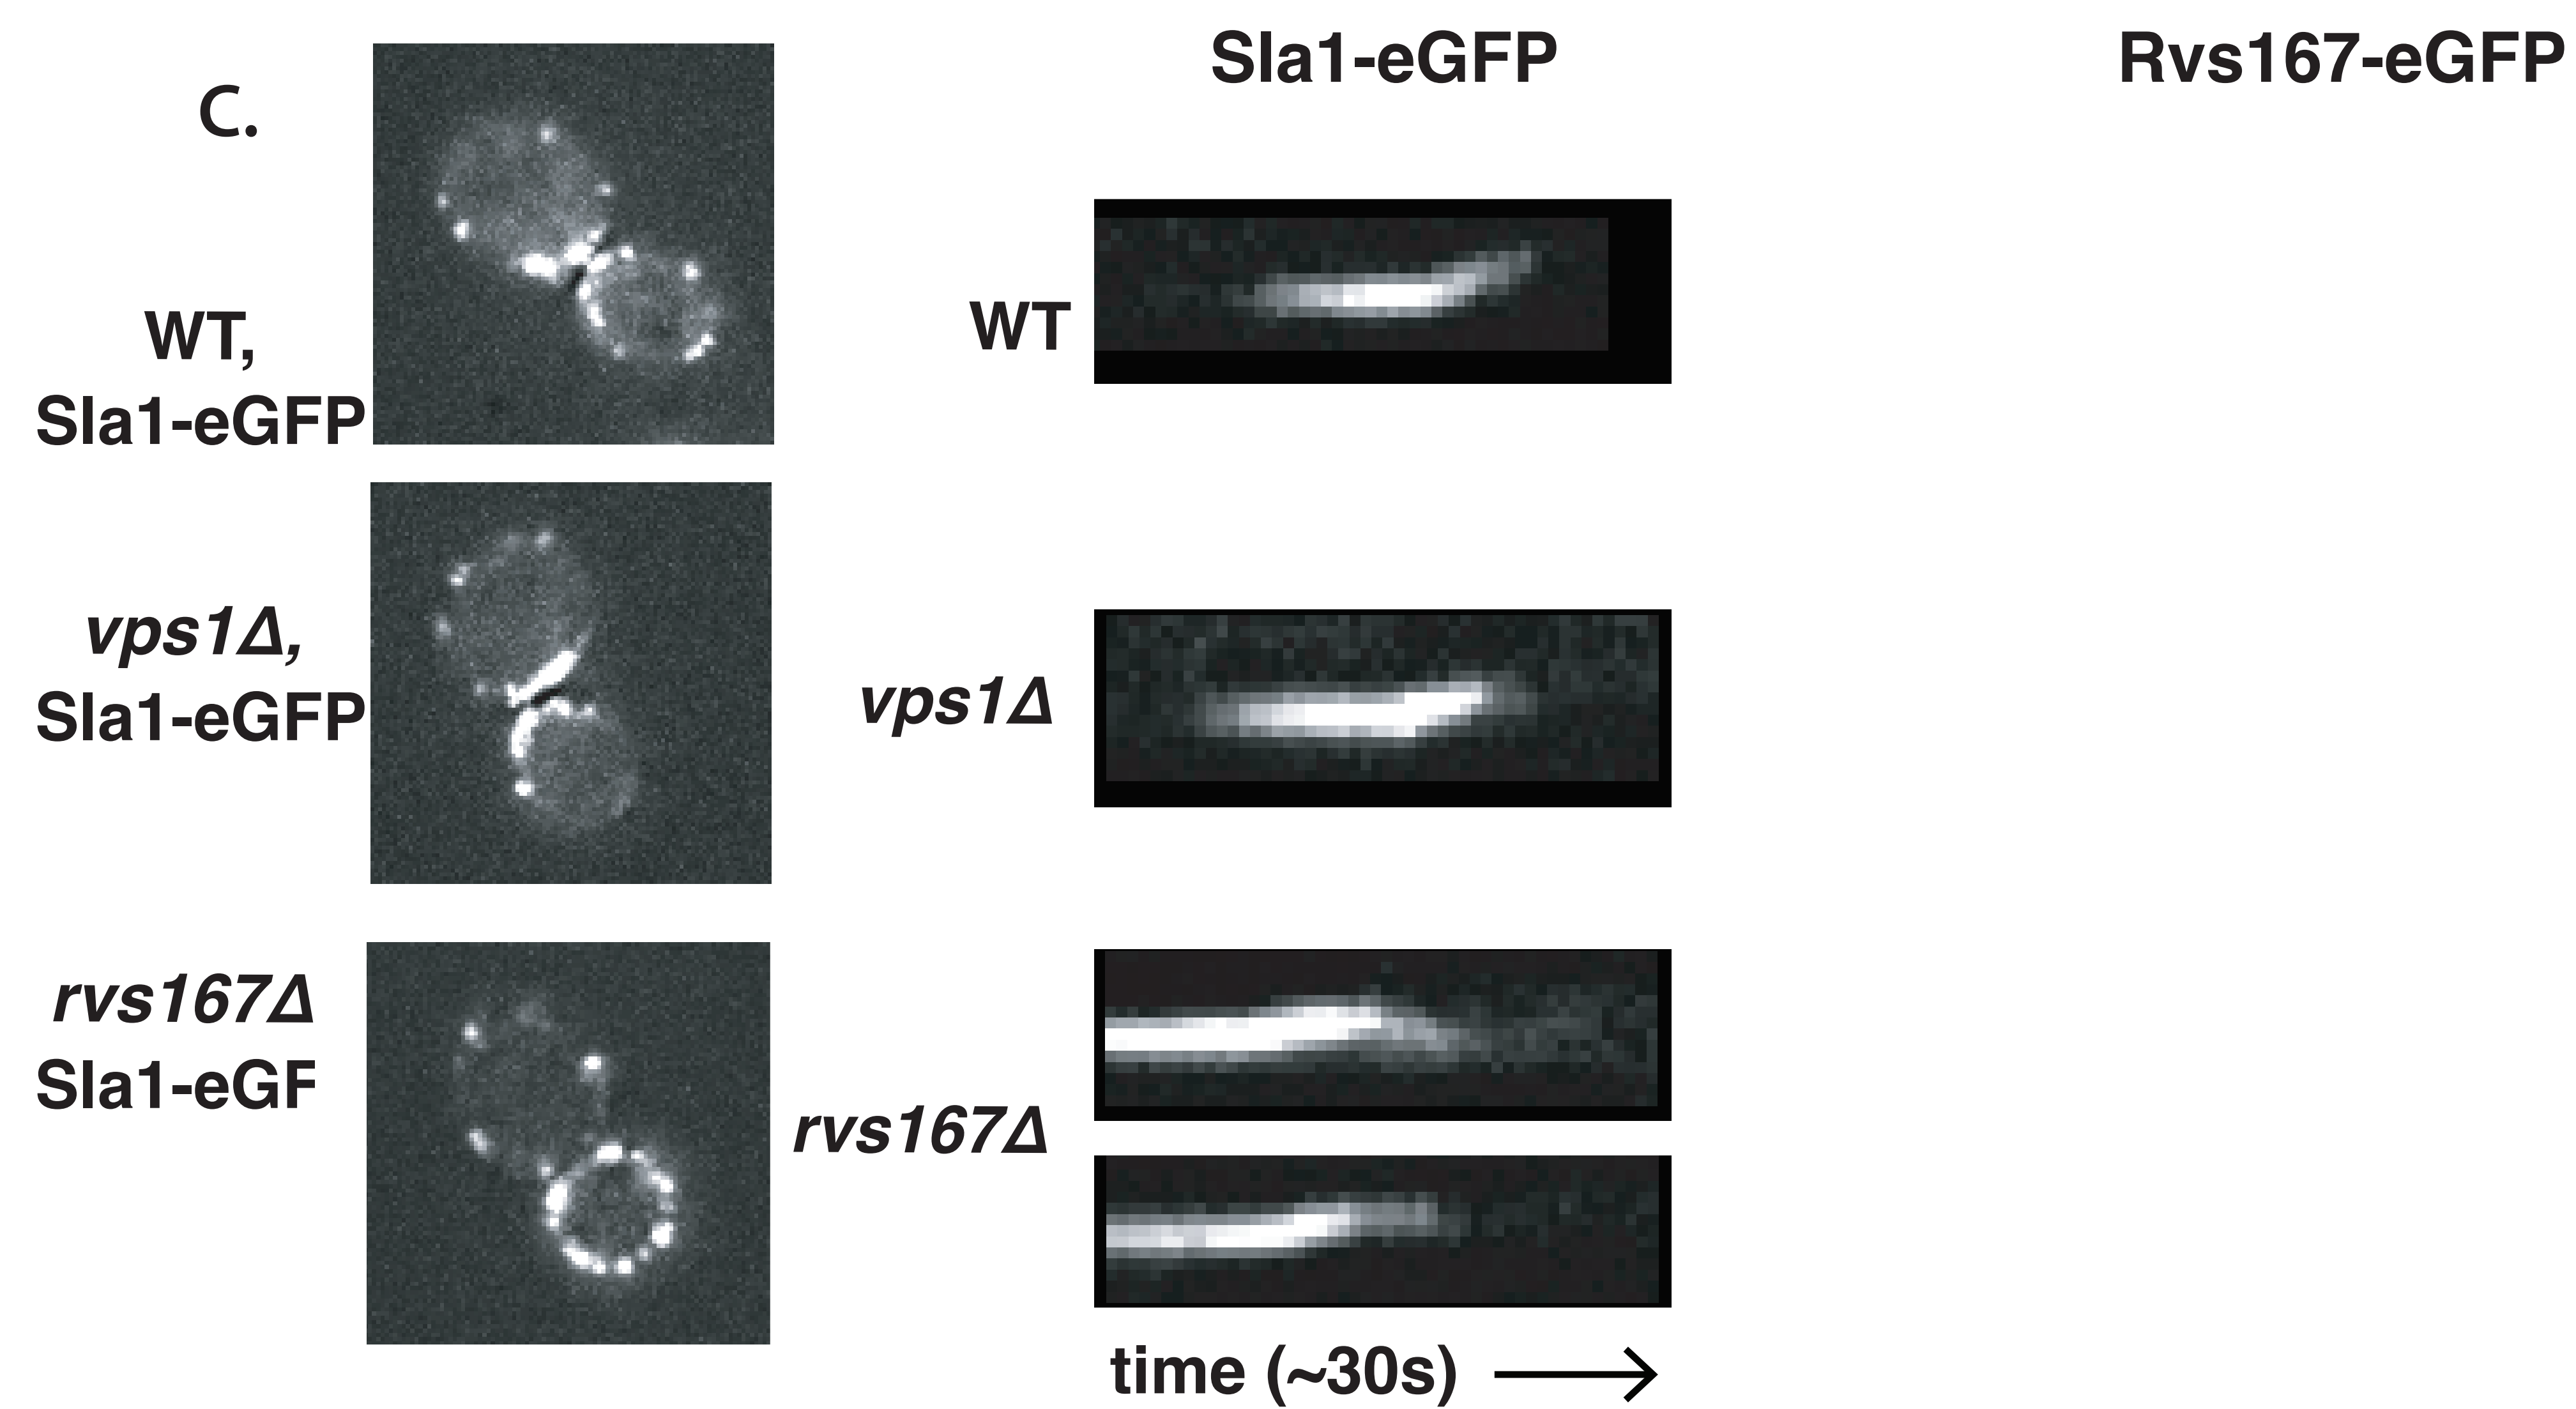 C.
Sla1-eGFP
Rvs167-eGFP
WT,
Sla1-eGFP
WT
vps1Δ,
Sla1-eGFP
vps1Δ
rvs167Δ
Sla1-eGF
rvs167Δ
time (~30s)